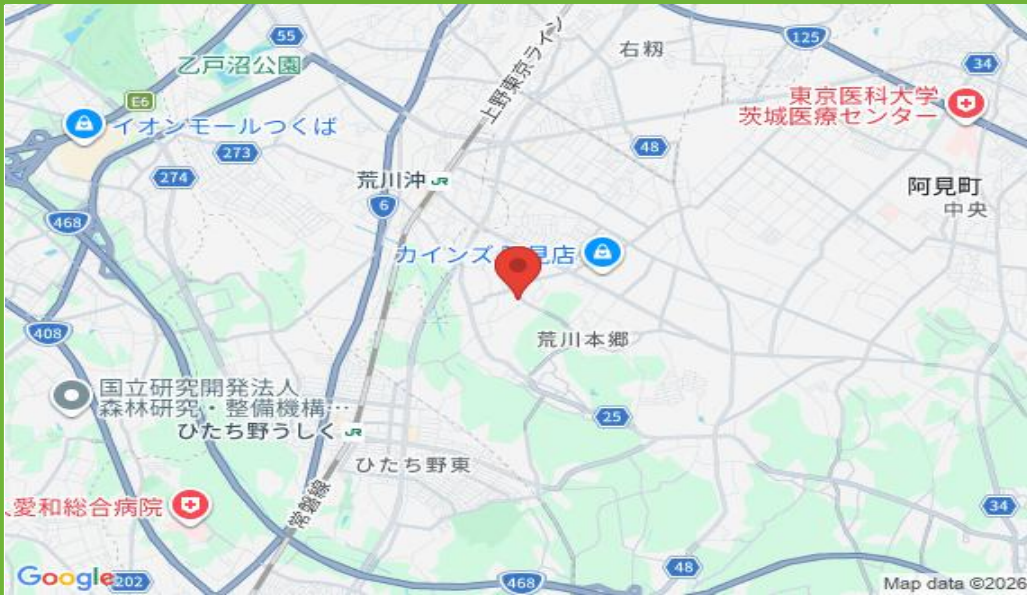 55
125
右籾
乙戸沼公園
上野東京ライン
34
E6
東京医科大学
茨城医療センター
イオンモールつくば
273
48
274
荒川沖 JR
阿見町
中央
6
468
カインズ 見店
荒川本郷
408
国立研究開発法人
森林研究・整備機構…
25
ひたち野うしく JR
ひたち野東
愛和総合病院
常磐線
34
48
468
202
Google
Map data ©2026